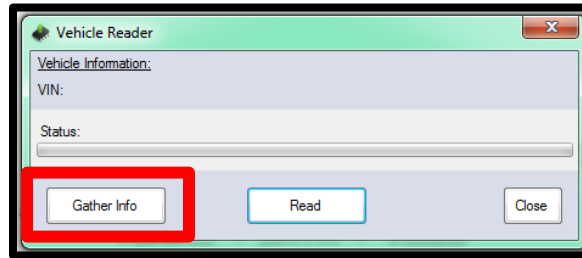 Vehicle Reader
Vehicle Information:
VIN:
Status:
Gather Info Read Close